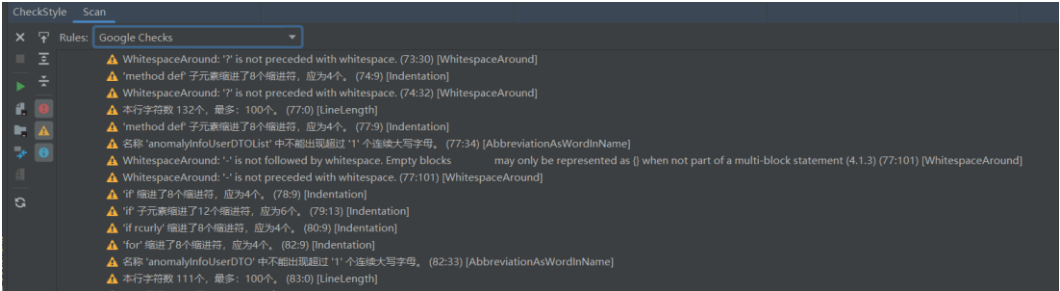 CheckStyle Scan
Rules: Google Checks
WhitespaceAround: '?' is not preceded with whitespace. (73:30) [WhitespaceAround]
'method def' 子元素缩进了8个缩进符，应为4个。 (74:9) [Indentation]
WhitespaceAround: '?' is not preceded with whitespace. (74:32) [WhitespaceAround]
本行字符数 132个，最多：100个。 (77:0) [LineLength]
'method def' 子元素缩进了8个缩进符，应为4个。 (77:9) [Indentation]
名称 'anomalyInfoUserDTOList' 中不能出现超过 '1' 个连续大写字母。 (77:34) [AbbreviationAsWordInName]
WhitespaceAround: '-' is not followed by whitespace. Empty blocks may only be represented as {} when not part of a multi-block statement (4.1.3) (77:101) [WhitespaceAround]
WhitespaceAround: '-' is not preceded with whitespace. (77:101) [WhitespaceAround]
'if' 缩进了8个缩进符，应为4个。 (78:9) [Indentation]
'if' 子元素缩进了12个缩进符，应为6个。 (79:13) [Indentation]
'if rcurly' 缩进了8个缩进符，应为4个。 (80:9) [Indentation]
'for' 缩进了8个缩进符，应为4个。 (82:9) [Indentation]
名称 'anomalyInfoUserDTO' 中不能出现超过 '1' 个连续大写字母。 (82:33) [AbbreviationAsWordInName]
本行字符数 111个，最多：100个。 (83:0) [LineLength]